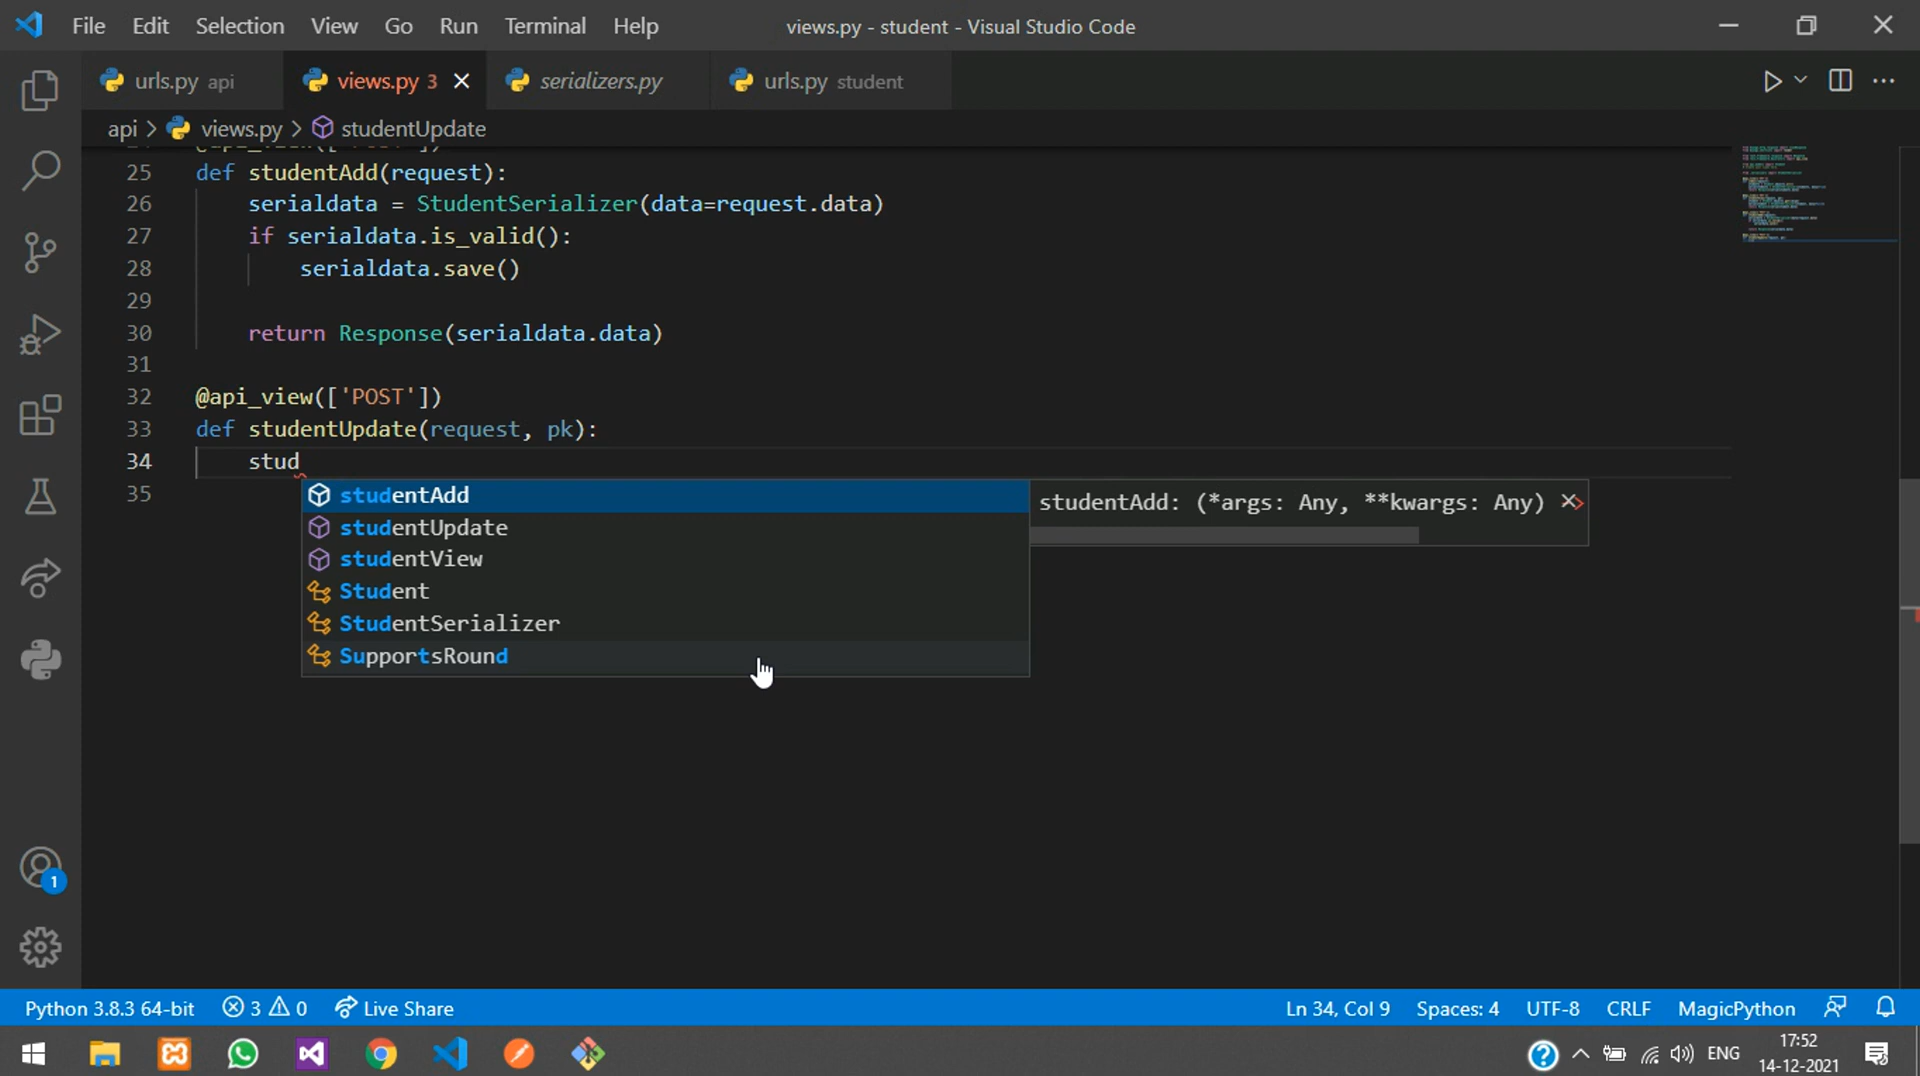 File Edit Selection View Go Run Terminal Help views.py - student - Visual Studio Code
urls.py api views.py 3 serializers.py urls.py student
api > views.py > studentUpdate
25 def studentAdd(request):
26 serialdata = StudentSerializer(data=request.data)
27 if serialdata.is_valid():
28 serialdata.save()
29
30 return Response(serialdata.data)
31
32 @api_view(['POST'])
33 def studentUpdate(request, pk):
34 stud
35
studentAdd studentAdd: (*args: Any, **kwargs: Any)
studentUpdate
studentView
Student
StudentSerializer
SupportsRound
1
Python 3.8.3 64-bit 3 0 Live Share Ln 34, Col 9 Spaces: 4 UTF-8 CRLF MagicPython
ENG 17:52
14-12-2021